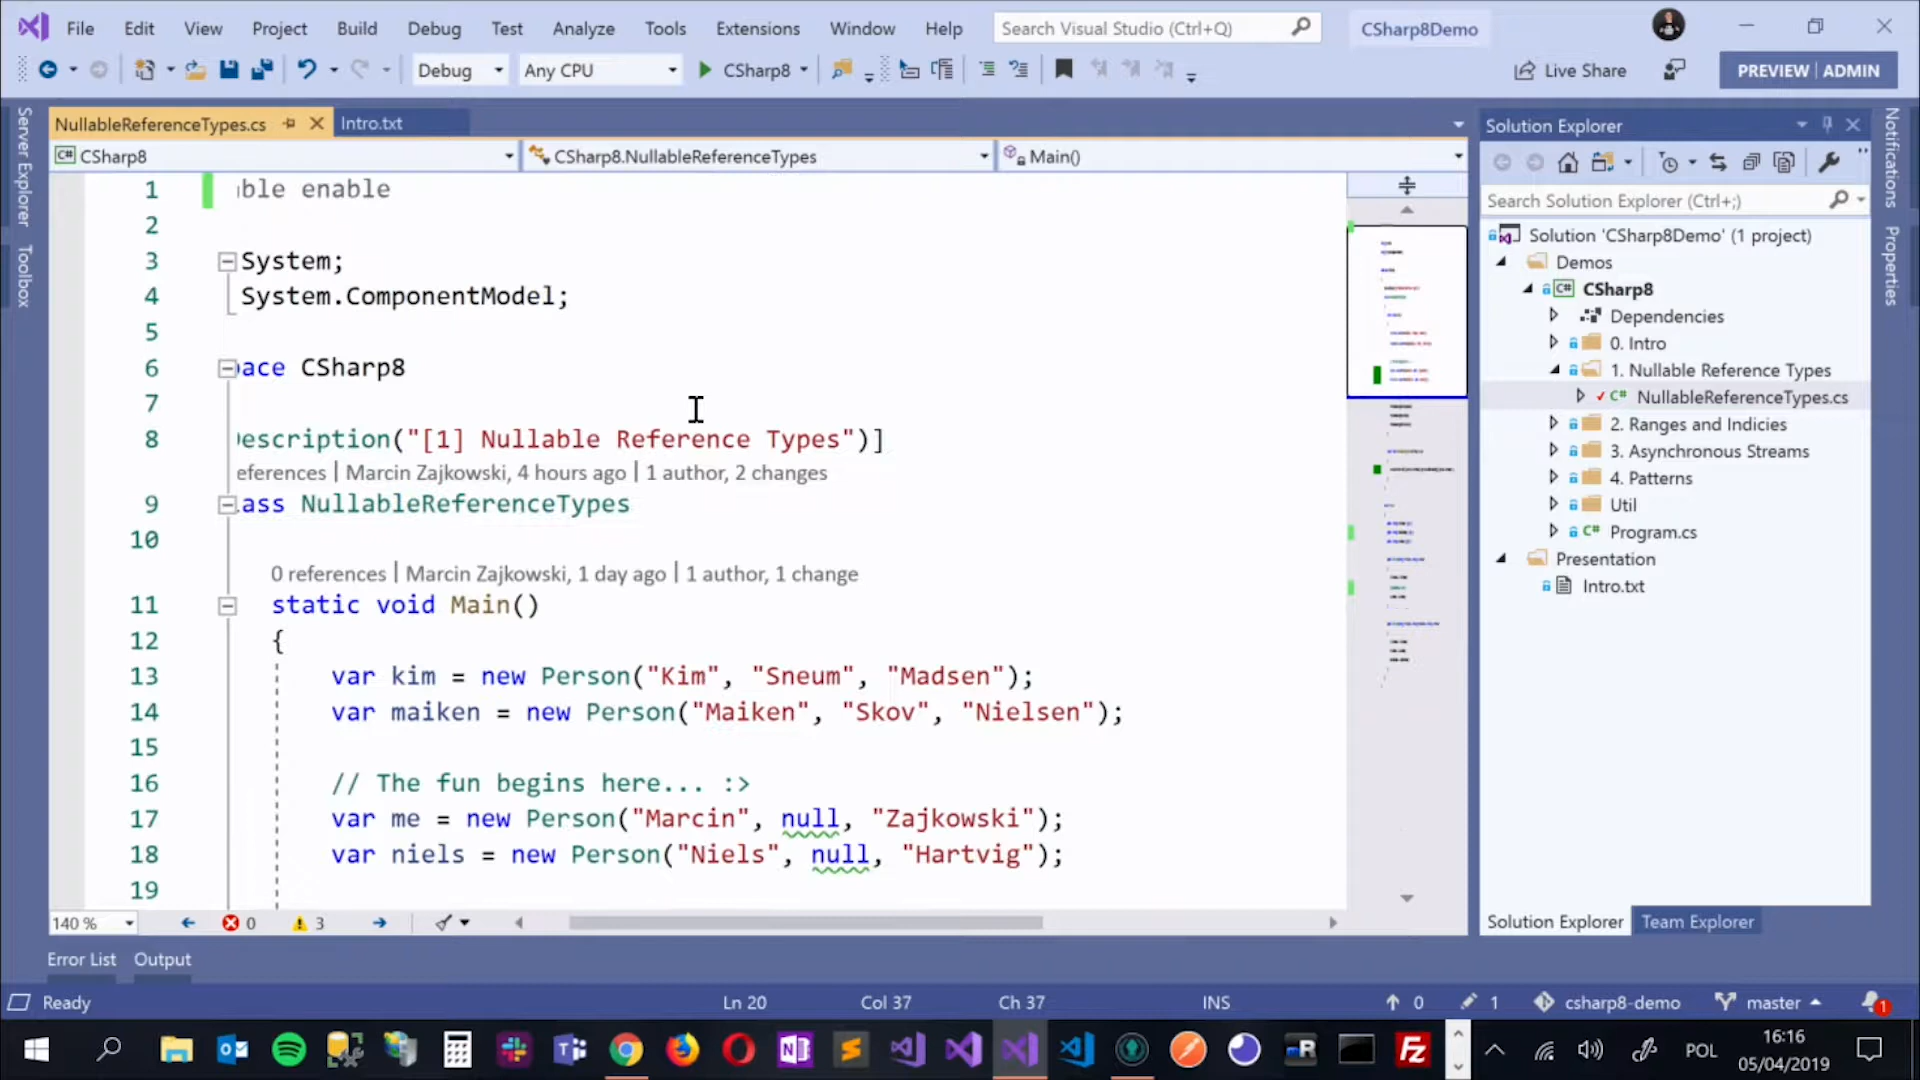 File Edit View Project Build Debug Test Analyze Tools Extensions Window Help Search Visual Studio (Ctrl+Q) CSharp8Demo
Debug Any CPU CSharp8 Live Share PREVIEW | ADMIN
Server Explorer
Toolbox
NullableReferenceTypes.cs Intro.txt
C# CSharp8 CSharp8.NullableReferenceTypes Main()
1 ble enable
2
3 System;
4 System.ComponentModel;
5
6 ace CSharp8
7
8 Description("[1] Nullable Reference Types")]
eferences | Marcin Zajkowski, 4 hours ago | 1 author, 2 changes
9 ass NullableReferenceTypes
10
0 references | Marcin Zajkowski, 1 day ago | 1 author, 1 change
11 static void Main()
12 {
13 var kim = new Person("Kim", "Sneum", "Madsen");
14 var maiken = new Person("Maiken", "Skov", "Nielsen");
15
16 // The fun begins here... :>
17 var me = new Person("Marcin", null, "Zajkowski");
18 var niels = new Person("Niels", null, "Hartvig");
19
140 % 0 3
Solution Explorer
Search Solution Explorer (Ctrl+;)
Solution 'CSharp8Demo' (1 project)
Demos
C# CSharp8
Dependencies
0. Intro
1. Nullable Reference Types
C# NullableReferenceTypes.cs
2. Ranges and Indicies
3. Asynchronous Streams
4. Patterns
Util
C# Program.cs
Presentation
Intro.txt
Solution Explorer Team Explorer
Notifications
Properties
Error List Output
Ready Ln 20 Col 37 Ch 37 INS 0 1 csharp8-demo master 1
POL 16:16
05/04/2019